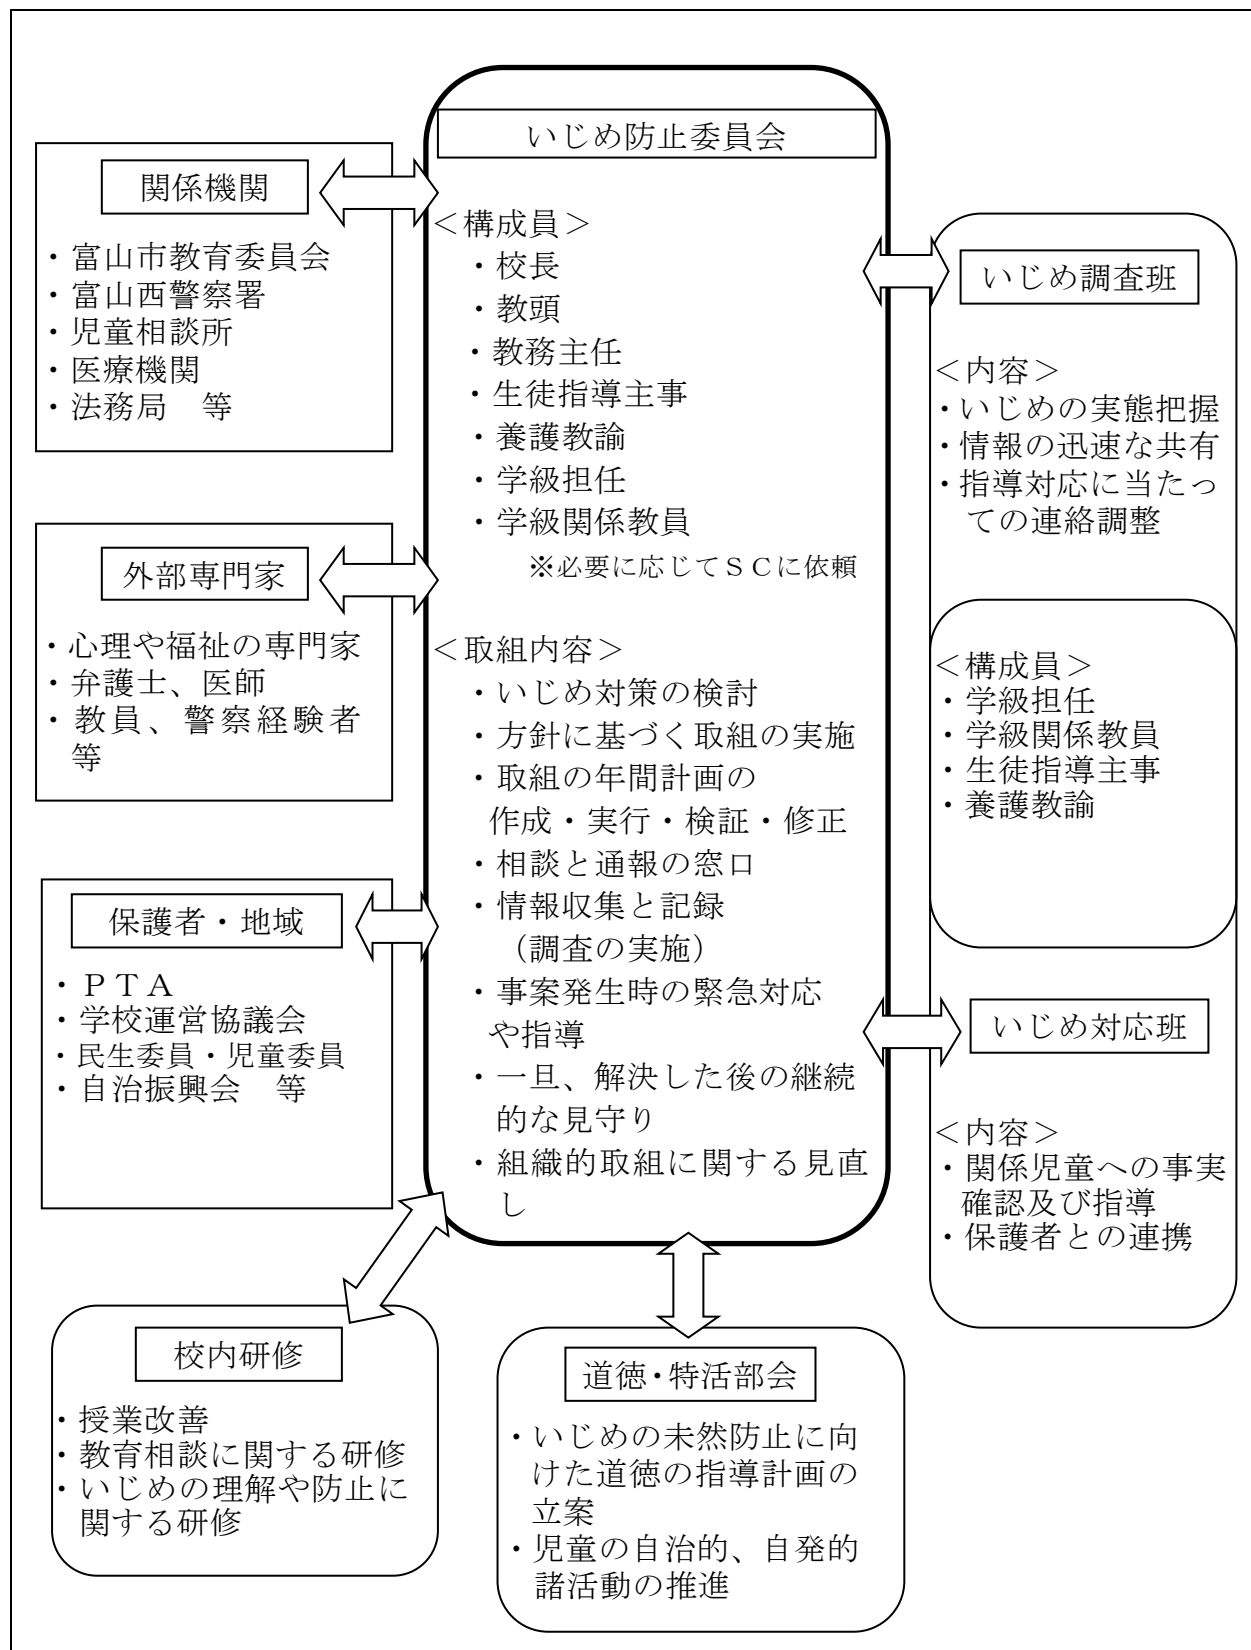 いじめ防止委員会
＜構成員＞
・校長
・教頭
・教務主任
・生徒指導主事
・養護教諭
・学級担任
・学級関係教員
※必要に応じてＳＣに依頼
＜取組内容＞
・いじめ対策の検討
・方針に基づく取組の実施
・取組の年間計画の
作成・実行・検証・修正
・相談と通報の窓口
・情報収集と記録
（調査の実施）
・事案発生時の緊急対応
や指導
・一旦、解決した後の継続
的な見守り
・組織的取組に関する見直
し
関係機関
・富山市教育委員会
・富山西警察署
・児童相談所
・医療機関
・法務局　等
外部専門家
・心理や福祉の専門家
・弁護士、医師
・教員、警察経験者
等
保護者・地域
・ＰＴＡ
・学校運営協議会
・民生委員・児童委員
・自治振興会　等
いじめ調査班
＜内容＞
・いじめの実態把握
・情報の迅速な共有
・指導対応に当たっ
ての連絡調整
＜構成員＞
・学級担任
・学級関係教員
・生徒指導主事
・養護教諭
いじめ対応班
＜内容＞
・関係児童への事実
確認及び指導
・保護者との連携
校内研修
・授業改善
・教育相談に関する研修
・いじめの理解や防止に
関する研修
道徳・特活部会
・いじめの未然防止に向
けた道徳の指導計画の
立案
・児童の自治的、自発的
諸活動の推進